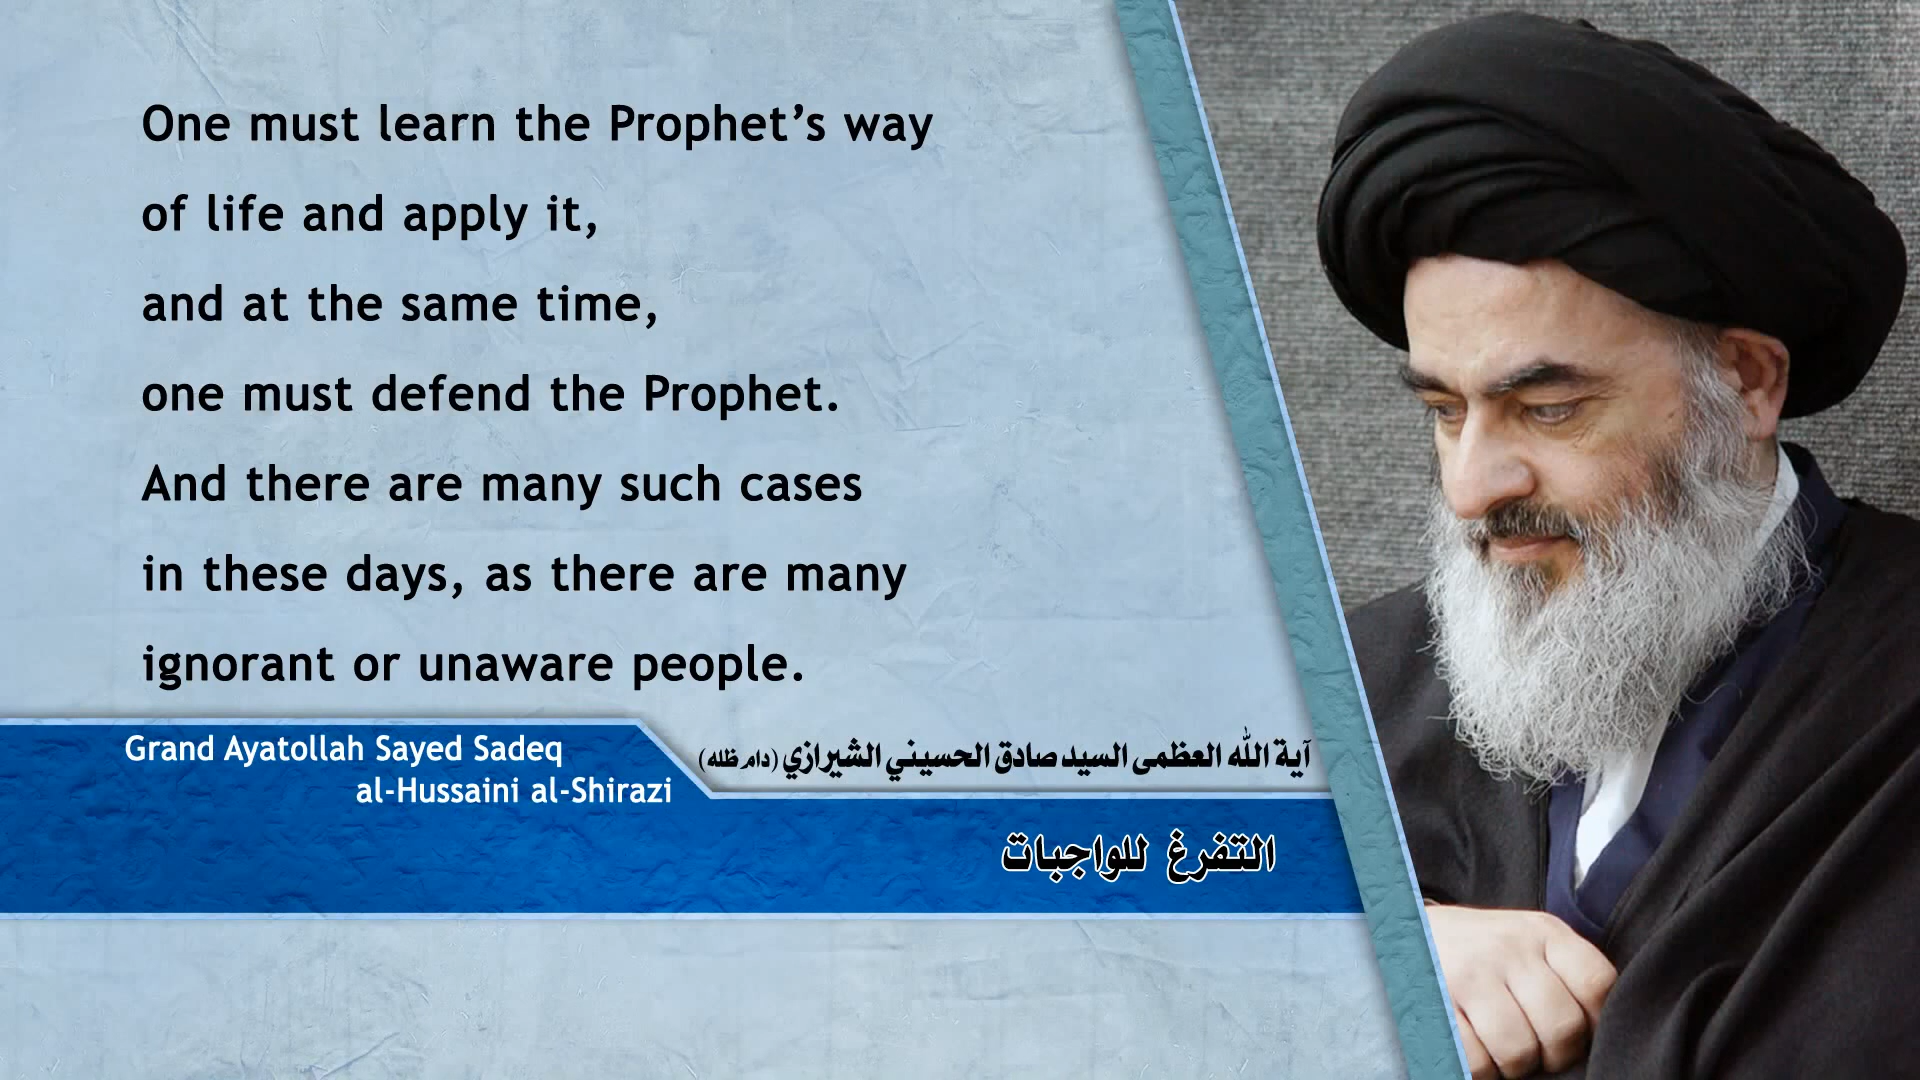 One must learn the Prophet’s way
of life and apply it,
and at the same time,
one must defend the Prophet.
And there are many such cases
in these days, as there are many
ignorant or unaware people.
Grand Ayatollah Sayed Sadeq
al-Hussaini al-Shirazi
آية الله العظمى السيد صادق الحسيني الشيرازي (دام ظله)
التفرغ للواجبات